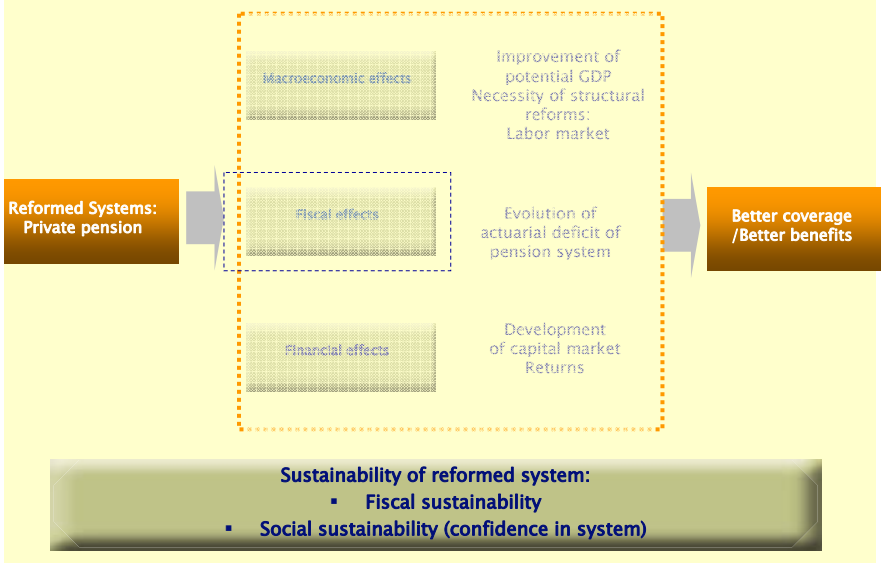 Macroeconomic effects
Improvement of
potential GDP
Necessity of structural
reforms:
Labor market
Reformed Systems:
Private pension
Fiscal effects
Evolution of
actuarial deficit of
pension system
Better coverage
/Better benefits
Financial effects
Development
of capital market
Returns
Sustainability of reformed system:
▪ Fiscal sustainability
▪ Social sustainability (confidence in system)